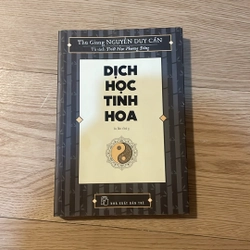 Thu Giang NGUYỄN DUY CẦN
Tủ sách Triết Học Phương Đông
DỊCH
HỌC
TINH
HOA
NHÀ XUẤT BẢN TRẺ